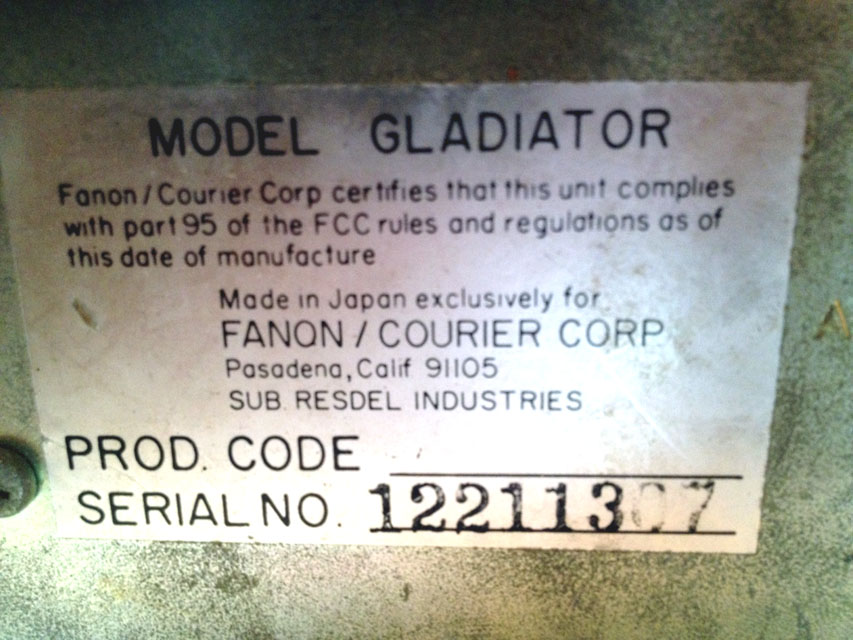 MODEL GLADIATOR
Fanon/Courier Corp certifies that this unit complies
with part 95 of the FCC rules and regulations as of
this date of manufacture
Made in Japan exclusively for
FANON/COURIER CORP
Pasadena, Calif 91105
SUB. RESDEL INDUSTRIES
PROD. CODE
SERIAL NO.